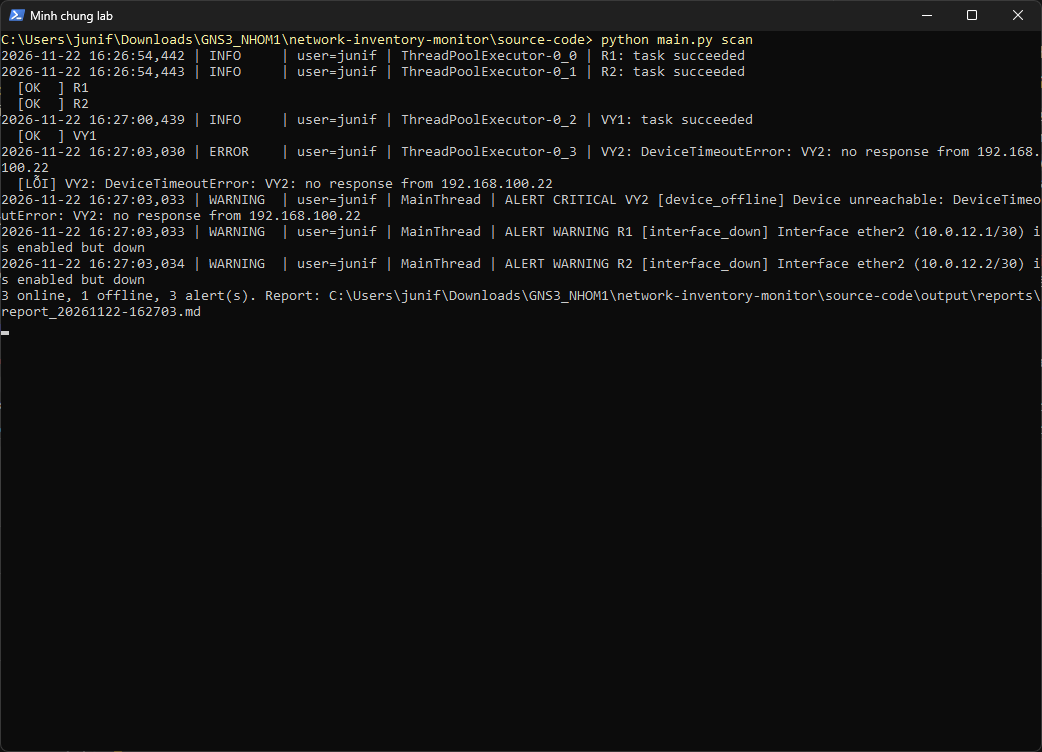 Minh chung lab
C:\Users\junif\Downloads\GNS3_NHOM1\network-inventory-monitor\source-code> python main.py scan
2026-11-22 16:26:54,442 | INFO     | user=junif | ThreadPoolExecutor-0_0 | R1: task succeeded
2026-11-22 16:26:54,443 | INFO     | user=junif | ThreadPoolExecutor-0_1 | R2: task succeeded
  [OK  ] R1
  [OK  ] R2
2026-11-22 16:27:00,439 | INFO     | user=junif | ThreadPoolExecutor-0_2 | VY1: task succeeded
  [OK  ] VY1
2026-11-22 16:27:03,030 | ERROR    | user=junif | ThreadPoolExecutor-0_3 | VY2: DeviceTimeoutError: VY2: no response from 192.168.
100.22
  [LỖI] VY2: DeviceTimeoutError: VY2: no response from 192.168.100.22
2026-11-22 16:27:03,033 | WARNING  | user=junif | MainThread | ALERT CRITICAL VY2 [device_offline] Device unreachable: DeviceTimeo
utError: VY2: no response from 192.168.100.22
2026-11-22 16:27:03,033 | WARNING  | user=junif | MainThread | ALERT WARNING R1 [interface_down] Interface ether2 (10.0.12.1/30) i
s enabled but down
2026-11-22 16:27:03,034 | WARNING  | user=junif | MainThread | ALERT WARNING R2 [interface_down] Interface ether2 (10.0.12.2/30) i
s enabled but down
3 online, 1 offline, 3 alert(s). Report: C:\Users\junif\Downloads\GNS3_NHOM1\network-inventory-monitor\source-code\output\reports\
report_20261122-162703.md